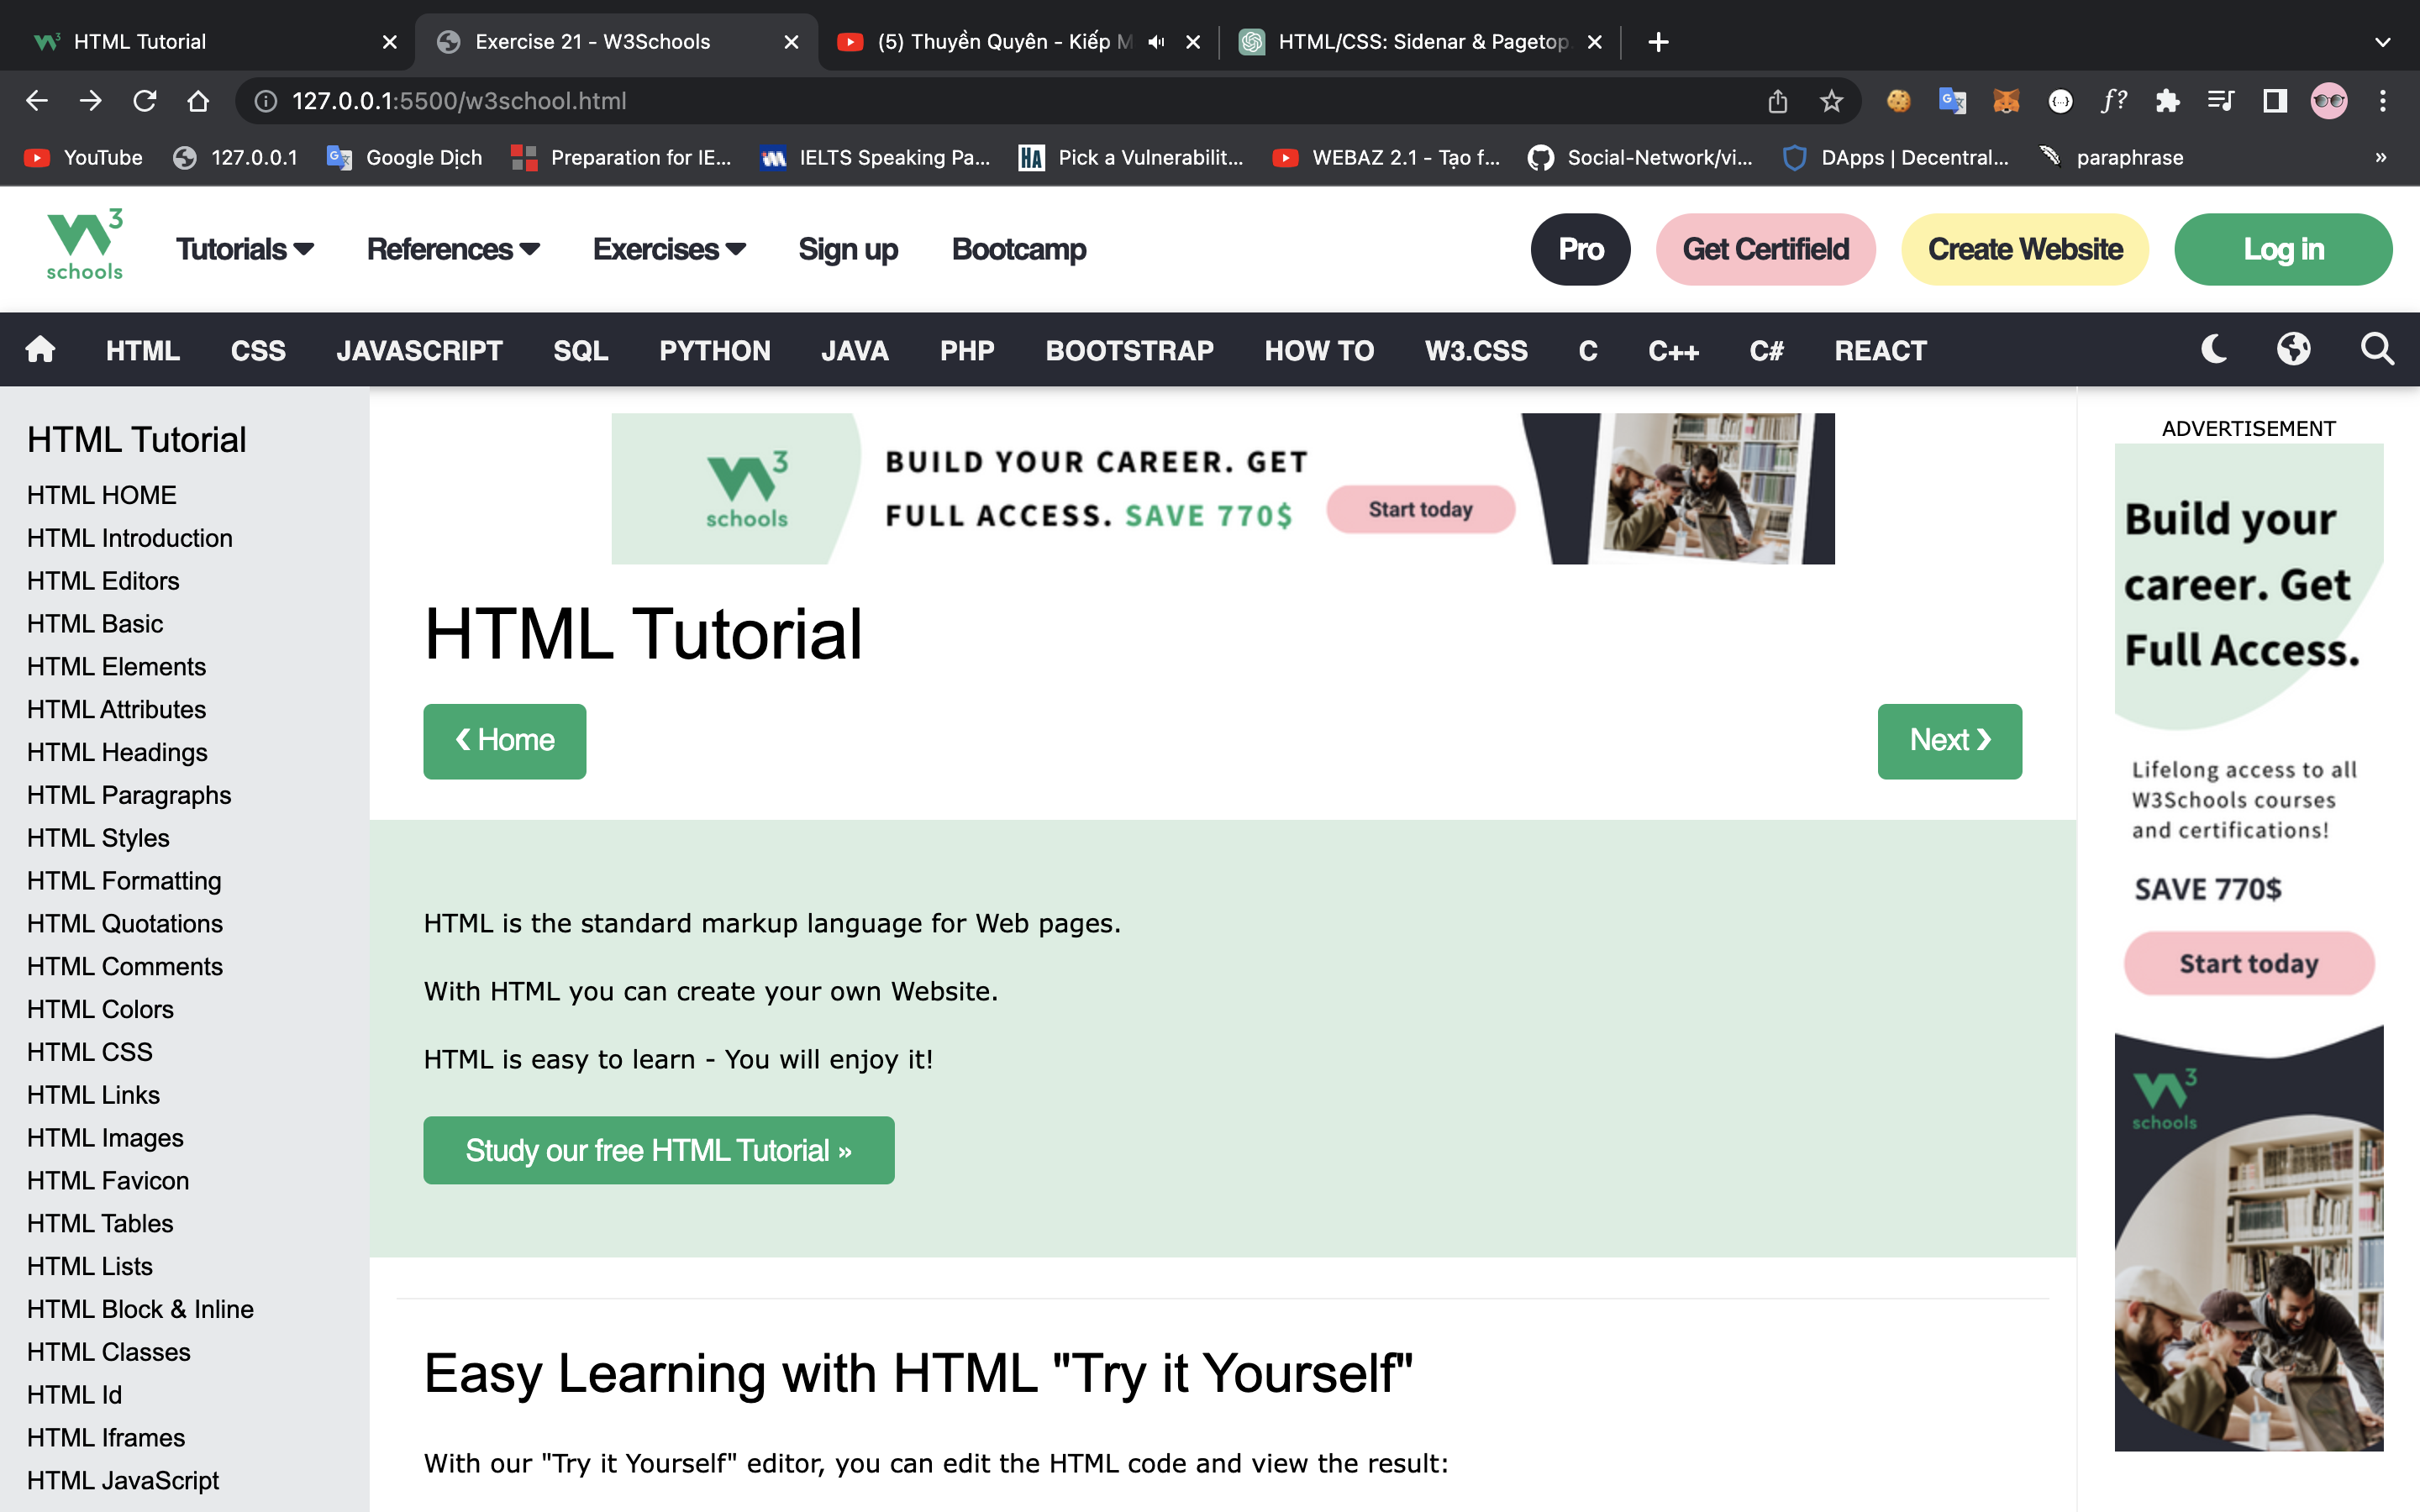 HTML Tutorial
Exercise 21 - W3Schools
(5) Thuyền Quyên - Kiếp M
HTML/CSS: Sidenar & Pagetop.
127.0.0.1:5500/w3school.html
YouTube
127.0.0.1
Google Dịch
Preparation for IE...
IELTS Speaking Pa...
HA
Pick a Vulnerabilit...
WEBAZ 2.1 - Tạo f...
Social-Network/vi...
DApps | Decentral...
paraphrase
»
3
schools
Tutorials
References
Exercises
Sign up
Bootcamp
Pro
Get Certifield
Create Website
Log in
HTML
CSS
JAVASCRIPT
SQL
PYTHON
JAVA
PHP
BOOTSTRAP
HOW TO
W3.CSS
C
C++
C#
REACT
HTML Tutorial
HTML HOME
HTML Introduction
HTML Editors
HTML Basic
HTML Elements
HTML Attributes
HTML Headings
HTML Paragraphs
HTML Styles
HTML Formatting
HTML Quotations
HTML Comments
HTML Colors
HTML CSS
HTML Links
HTML Images
HTML Favicon
HTML Tables
HTML Lists
HTML Block & Inline
HTML Classes
HTML Id
HTML Iframes
HTML JavaScript
W3
schools
BUILD YOUR CAREER. GET
FULL ACCESS. SAVE 770$
Start today
HTML Tutorial
❮ Home
Next ❯
HTML is the standard markup language for Web pages.
With HTML you can create your own Website.
HTML is easy to learn - You will enjoy it!
Study our free HTML Tutorial »
Easy Learning with HTML "Try it Yourself"
With our "Try it Yourself" editor, you can edit the HTML code and view the result:
ADVERTISEMENT
Build your
career. Get
Full Access.
Lifelong access to all
W3Schools courses
and certifications!
SAVE 770$
Start today
W3
schools